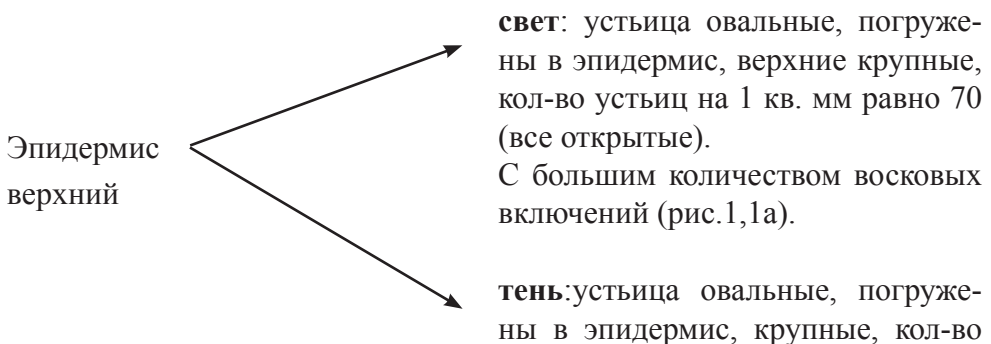 свет: устьица овальные, погруже-
ны в эпидермис, верхние крупные,
кол-во устьиц на 1 кв. мм равно 70
(все открытые).
С большим количеством восковых
включений (рис.1,1а).
Эпидермис
верхний
тень:устьица овальные, погруже-
ны в эпидермис, крупные, кол-во